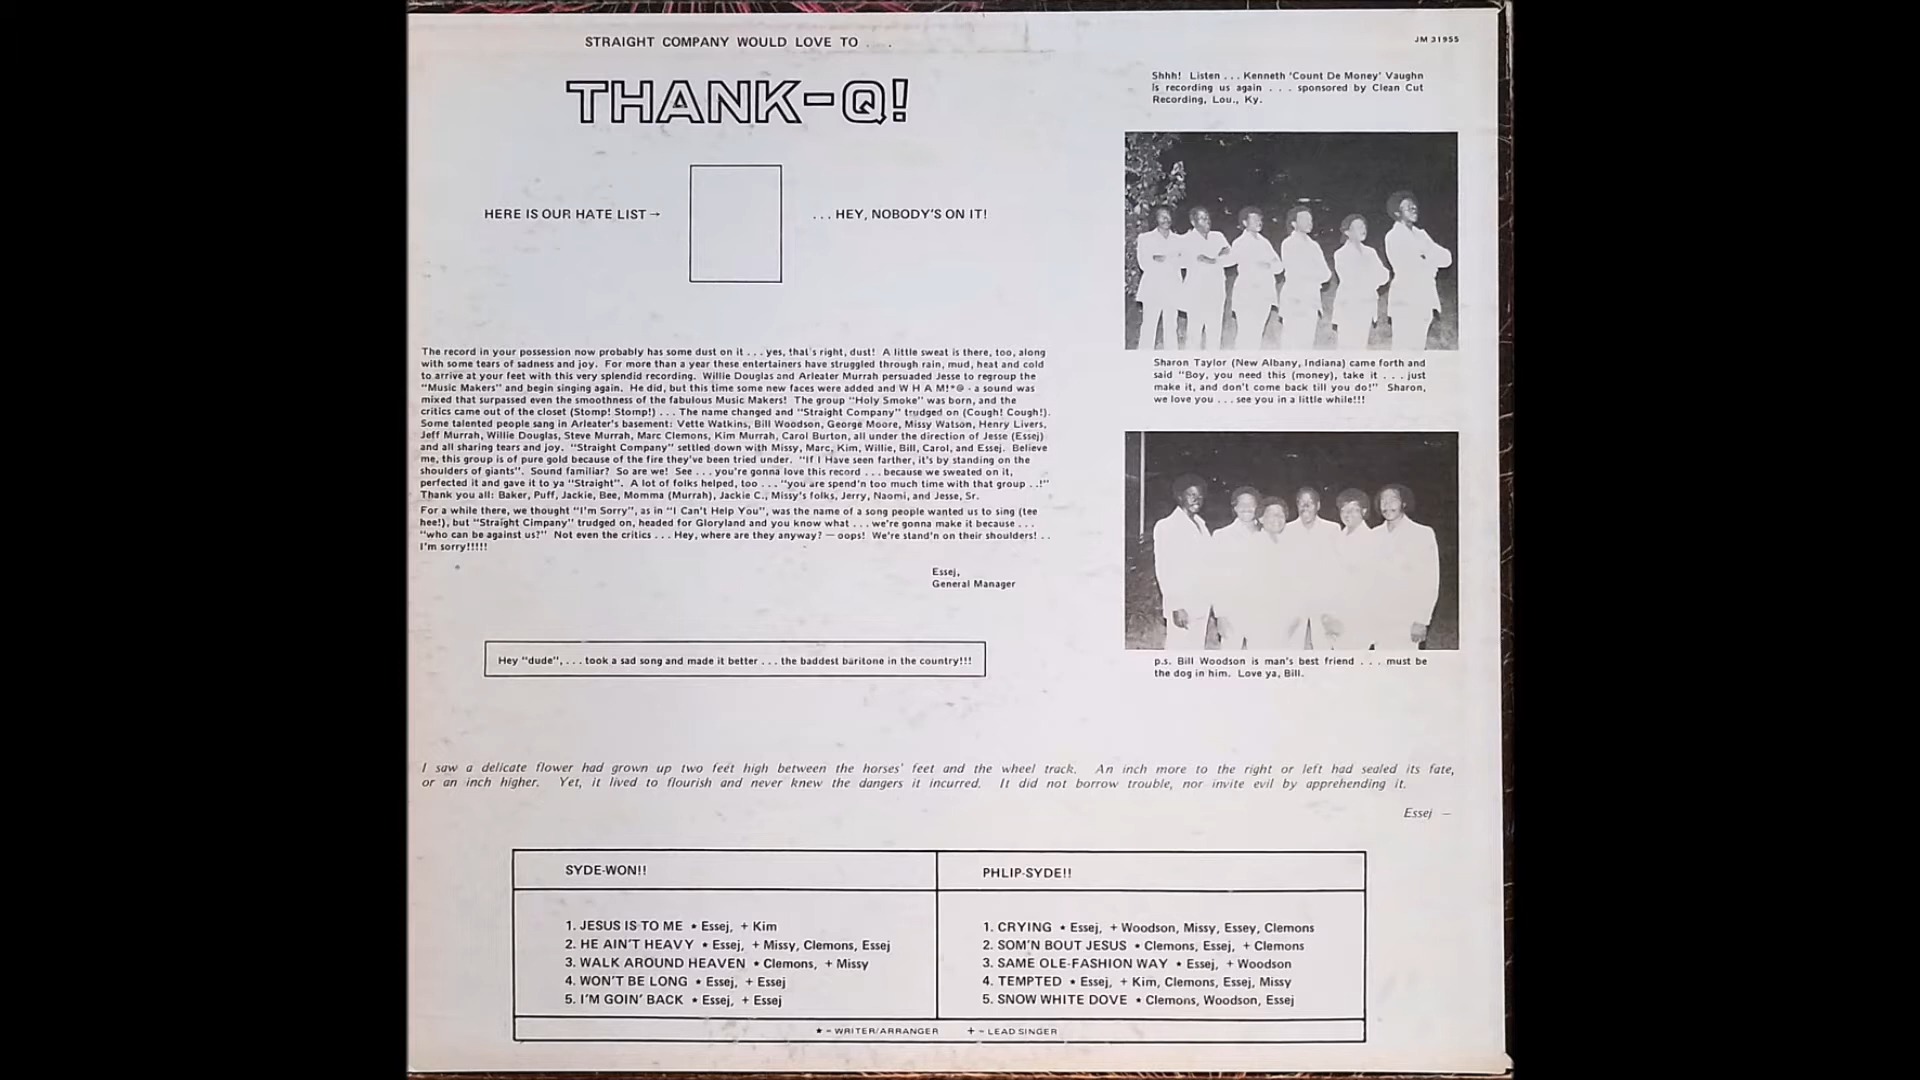 STRAIGHT COMPANY WOULD LOVE TO . . . .
JM 31955
THANK-Q!
HERE IS OUR HATE LIST→
. . . HEY, NOBODY'S ON IT!
Shhh! Listen . . . Kenneth 'Count De Money' Vaughn
is recording us again . . . sponsored by Clean Cut
Recording, Lou., Ky.
Sharon Taylor (New Albany, Indiana) came forth and
said "Boy, you need this (money), take it . . . just
make it, and don't come back till you do!" Sharon,
we love you . . . see you in a little while!!!
p.s. Bill Woodson is man's best friend . . . must be
the dog in him. Love ya, Bill.
The record in your possession now probably has some dust on it . . . yes, that's right, dust! A little sweat is there, too, along
with some tears of sadness and joy. For more than a year these entertainers have struggled through rain, mud, heat and cold
to arrive at your feet with this very splendid recording. Willie Douglas and Arleater Murrah persuaded Jesse to regroup the
"Music Makers" and begin singing again. He did, but this time some new faces were added and W H A M!*@ - a sound was
mixed that surpassed even the smoothness of the fabulous Music Makers! The group "Holy Smoke" was born, and the
critics came out of the closet (Stomp! Stomp!) . . . The name changed and "Straight Company" trudged on (Cough! Cough!).
Some talented people sang in Arleater's basement: Vette Watkins, Bill Woodson, George Moore, Missy Watson, Henry Livers,
Jeff Murrah, Willie Douglas, Steve Murrah, Marc Clemons, Kim Murrah, Carol Burton, all under the direction of Jesse (Essej)
and all sharing tears and joy. "Straight Company" settled down with Missy, Marc, Kim, Willie, Bill, Carol, and Essej. Believe
me, this group is of pure gold because of the fire they've been tried under. "If I Have seen farther, it's by standing on the
shoulders of giants". Sound familiar? So are we! See . . . you're gonna love this record . . . because we sweated on it,
perfected it and gave it to ya "Straight". A lot of folks helped, too . . . "you are spend'n too much time with that group . .!"
Thank you all: Baker, Puff, Jackie, Bee, Momma (Murrah), Jackie C., Missy's folks, Jerry, Naomi, and Jesse, Sr.
For a while there, we thought "I'm Sorry", as in "I Can't Help You", was the name of a song people wanted us to sing (tee
hee!), but "Straight Cimpany" trudged on, headed for Gloryland and you know what . . . we're gonna make it because . . .
"who can be against us?" Not even the critics . . . Hey, where are they anyway? — oops! We're stand'n on their shoulders! . .
I'm sorry!!!!!
Essej,
General Manager
Hey "dude", . . . took a sad song and made it better . . . the baddest baritone in the country!!!
I saw a delicate flower had grown up two feet high between the horses' feet and the wheel track. An inch more to the right or left had sealed its fate,
or an inch higher. Yet, it lived to flourish and never knew the dangers it incurred. It did not borrow trouble, nor invite evil by apprehending it.
Essej —
SYDE-WON!!
1. JESUS IS TO ME * Essej, + Kim
2. HE AIN'T HEAVY * Essej, + Missy, Clemons, Essej
3. WALK AROUND HEAVEN * Clemons, + Missy
4. WON'T BE LONG * Essej, + Essej
5. I'M GOIN' BACK * Essej, + Essej
PHLIP-SYDE!!
1. CRYING * Essej, + Woodson, Missy, Essey, Clemons
2. SOM'N BOUT JESUS * Clemons, Essej, + Clemons
3. SAME OLE-FASHION WAY * Essej, + Woodson
4. TEMPTED * Essej, + Kim, Clemons, Essej, Missy
5. SNOW WHITE DOVE * Clemons, Woodson, Essej
* - WRITER/ARRANGER + - LEAD SINGER